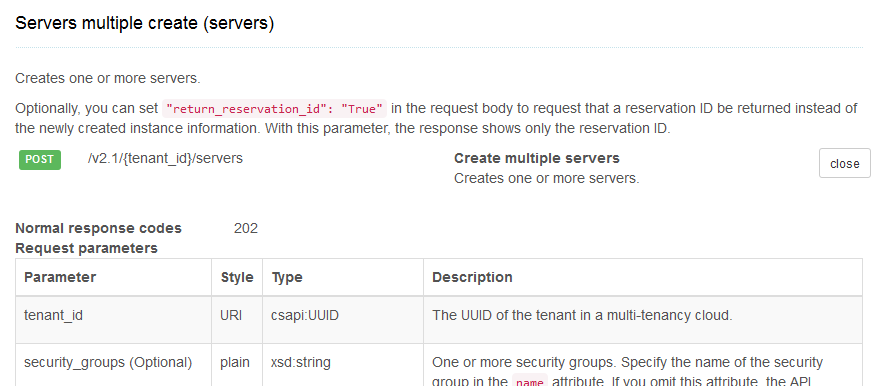 Servers multiple create (servers)
Creates one or more servers.
Optionally, you can set "return_reservation_id": "True" in the request body to request that a reservation ID be returned instead of
the newly created instance information. With this parameter, the response shows only the reservation ID.
POST /v2.1/{tenant_id}/servers Create multiple servers close
Creates one or more servers.
Normal response codes 202
Request parameters
Parameter Style Type Description
tenant_id URI csapi:UUID The UUID of the tenant in a multi-tenancy cloud.
security_groups (Optional) plain xsd:string One or more security groups. Specify the name of the security
group in the name attribute. If you omit this attribute, the API